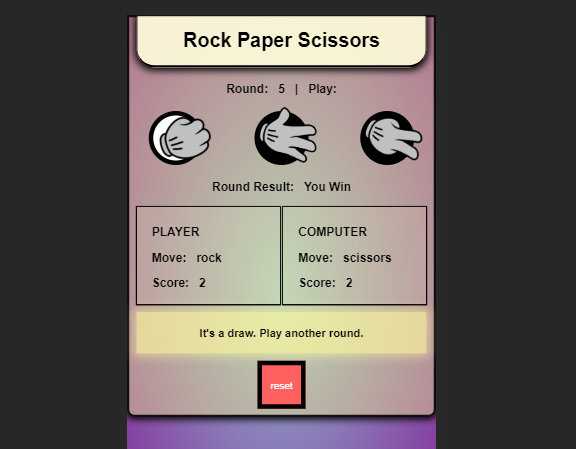 Rock Paper Scissors
Round: 5 | Play:
Round Result: You Win
PLAYER
Move: rock
Score: 2
COMPUTER
Move: scissors
Score: 2
It's a draw. Play another round.
reset